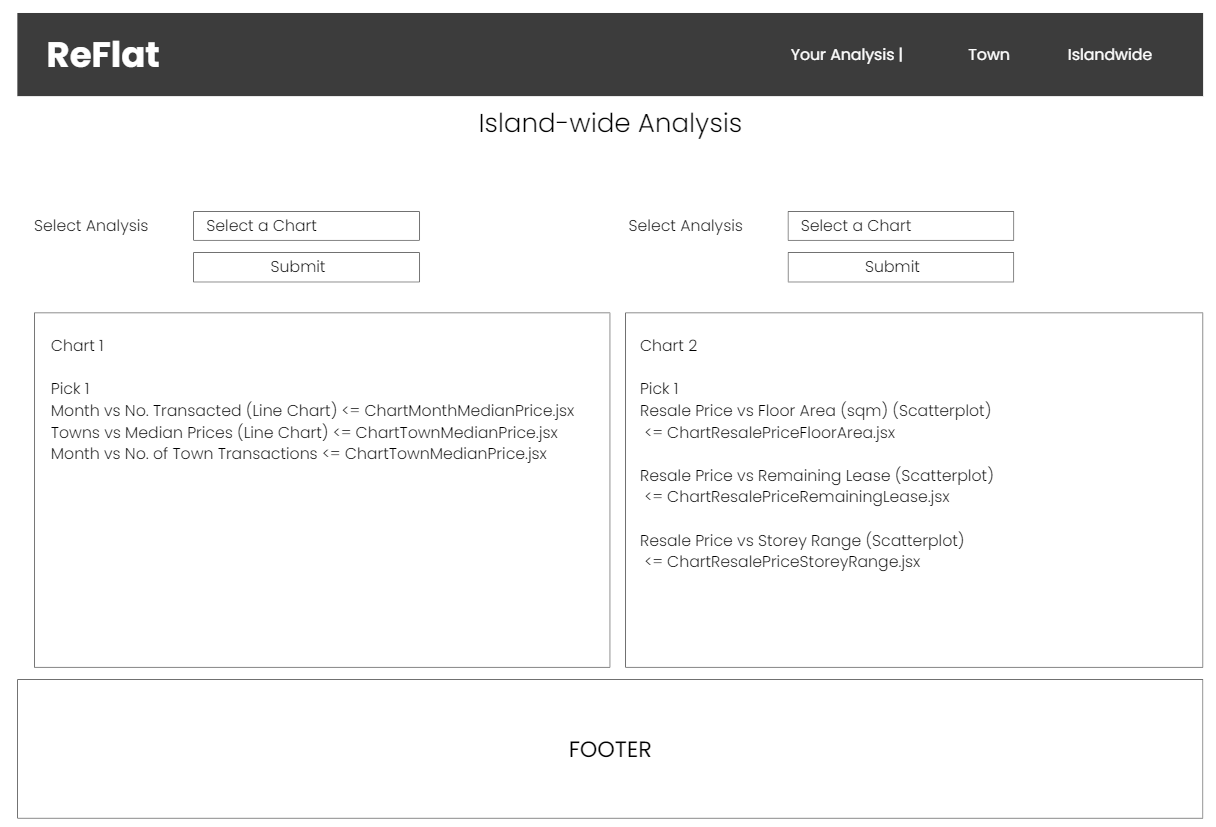 ReFlat
Your Analysis |
Town
Islandwide
Island-wide Analysis
Select Analysis
Select a Chart
Submit
Select Analysis
Select a Chart
Submit
Chart 1
Pick 1
Month vs No. Transacted (Line Chart) <= ChartMonthMedianPrice.jsx
Towns vs Median Prices (Line Chart) <= ChartTownMedianPrice.jsx
Month vs No. of Town Transactions <= ChartTownMedianPrice.jsx
Chart 2
Pick 1
Resale Price vs Floor Area (sqm) (Scatterplot)
<= ChartResalePriceFloorArea.jsx
Resale Price vs Remaining Lease (Scatterplot)
<= ChartResalePriceRemainingLease.jsx
Resale Price vs Storey Range (Scatterplot)
<= ChartResalePriceStoreyRange.jsx
FOOTER